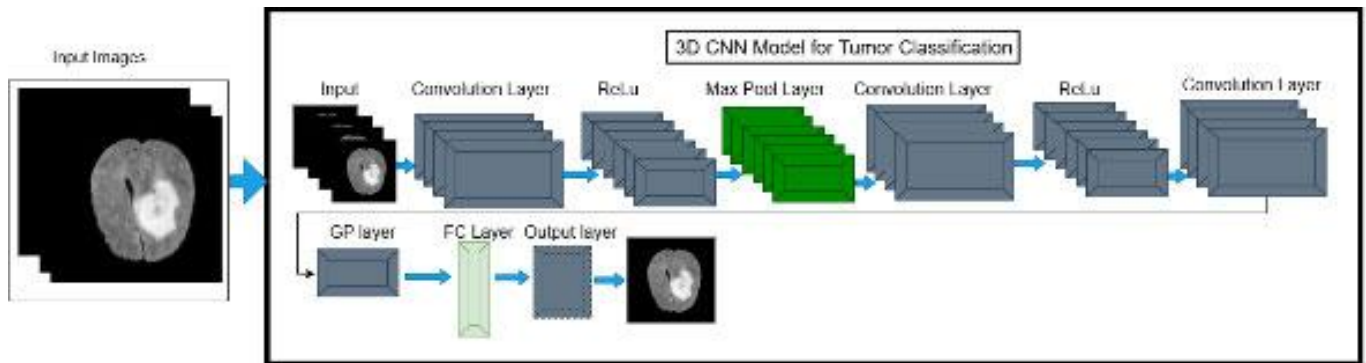 Input Images
3D CNN Model for Tumor Classification
Input
Convolution Layer
ReLu
Max Pool Layer
Convolution Layer
ReLu
Convolution Layer
GP layer
FC Layer
Output layer